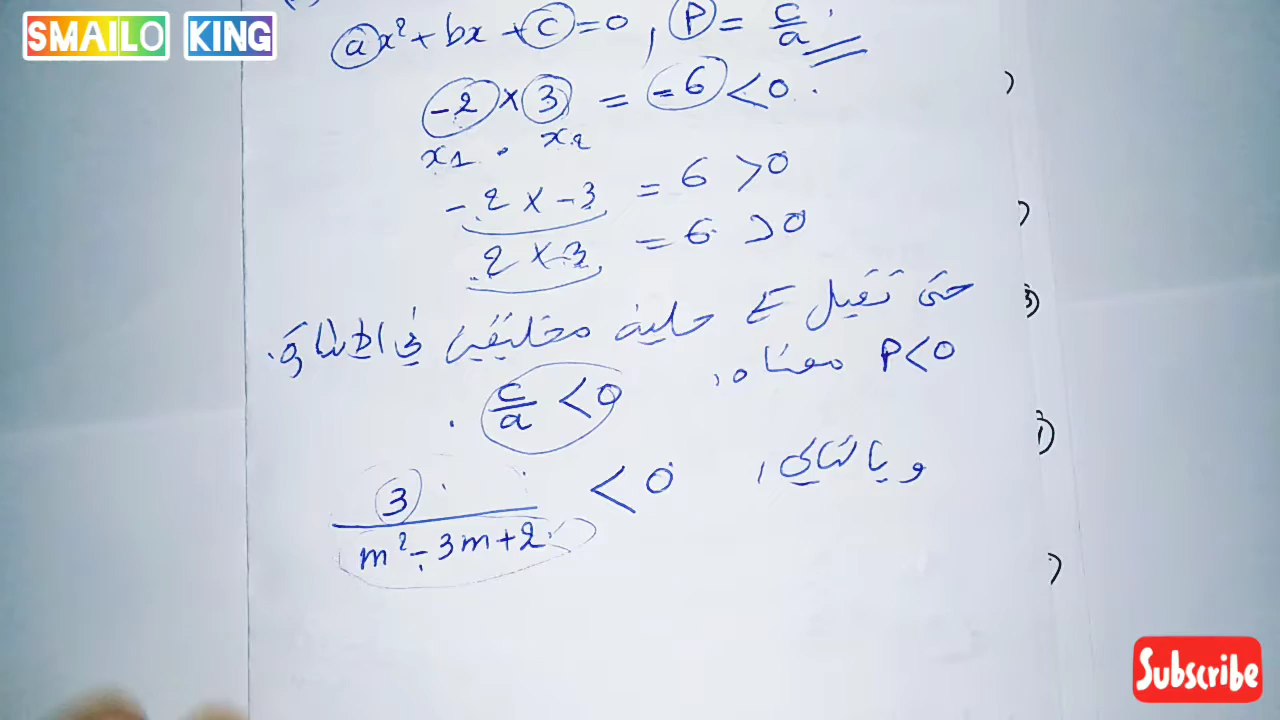 SMAILO KING
ax² + bx + c = 0 , P = c/a
-2 × 3 = -6 < 0 .
x1 . x2
-2 × -3 = 6 > 0
2 × 3 = 6 > 0
حتى تقبل E حلين مختلفين في الإشارة .
P < 0 معناه ,
c/a < 0 .
وبالتالي ,
3/(m² - 3m + 2) < 0
Subscribe